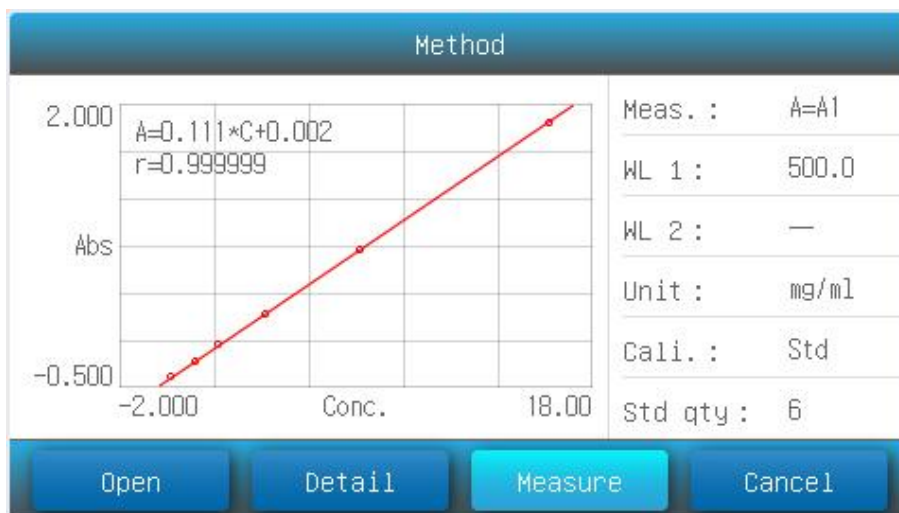 Method
2.000
A=0.111*C+0.002
r=0.999999
Abs
-0.500
-2.000 Conc. 18.00
Meas.: A=A1
WL 1: 500.0
WL 2: —
Unit: mg/ml
Cali.: Std
Std qty: 6
Open Detail Measure Cancel